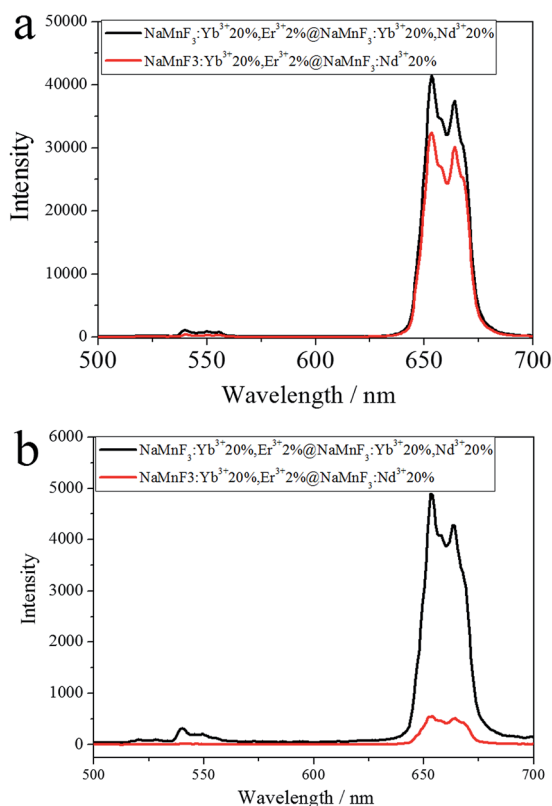 a
NaMnF₃:Yb³⁺20%,Er³⁺2%@NaMnF₃:Yb³⁺20%,Nd³⁺20%
NaMnF3:Yb³⁺20%,Er³⁺2%@NaMnF₃:Nd³⁺20%
50000
40000
30000
20000
10000
0
Intensity
500 550 600 650 700
Wavelength / nm
b
NaMnF₃:Yb³⁺20%,Er³⁺2%@NaMnF₃:Yb³⁺20%,Nd³⁺20%
NaMnF3:Yb³⁺20%,Er³⁺2%@NaMnF₃:Nd³⁺20%
6000
5000
4000
3000
2000
1000
0
Intensity
500 550 600 650 700
Wavelength / nm